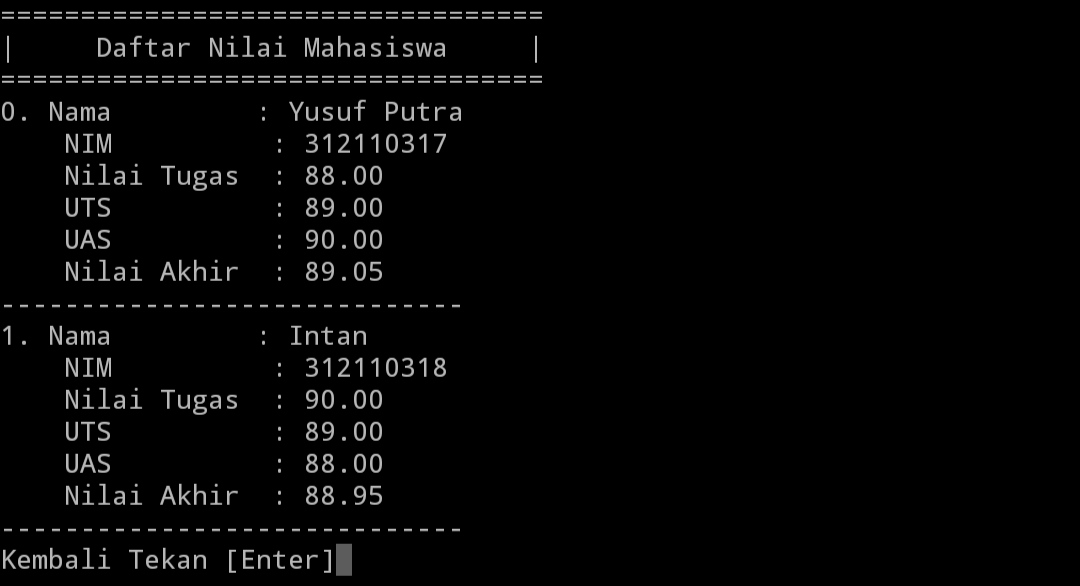 ==================================
|     Daftar Nilai Mahasiswa     |
==================================
0. Nama         : Yusuf Putra
    NIM          : 312110317
    Nilai Tugas  : 88.00
    UTS          : 89.00
    UAS          : 90.00
    Nilai Akhir  : 89.05
-----------------------------
1. Nama         : Intan
    NIM          : 312110318
    Nilai Tugas  : 90.00
    UTS          : 89.00
    UAS          : 88.00
    Nilai Akhir  : 88.95
-----------------------------
Kembali Tekan [Enter]